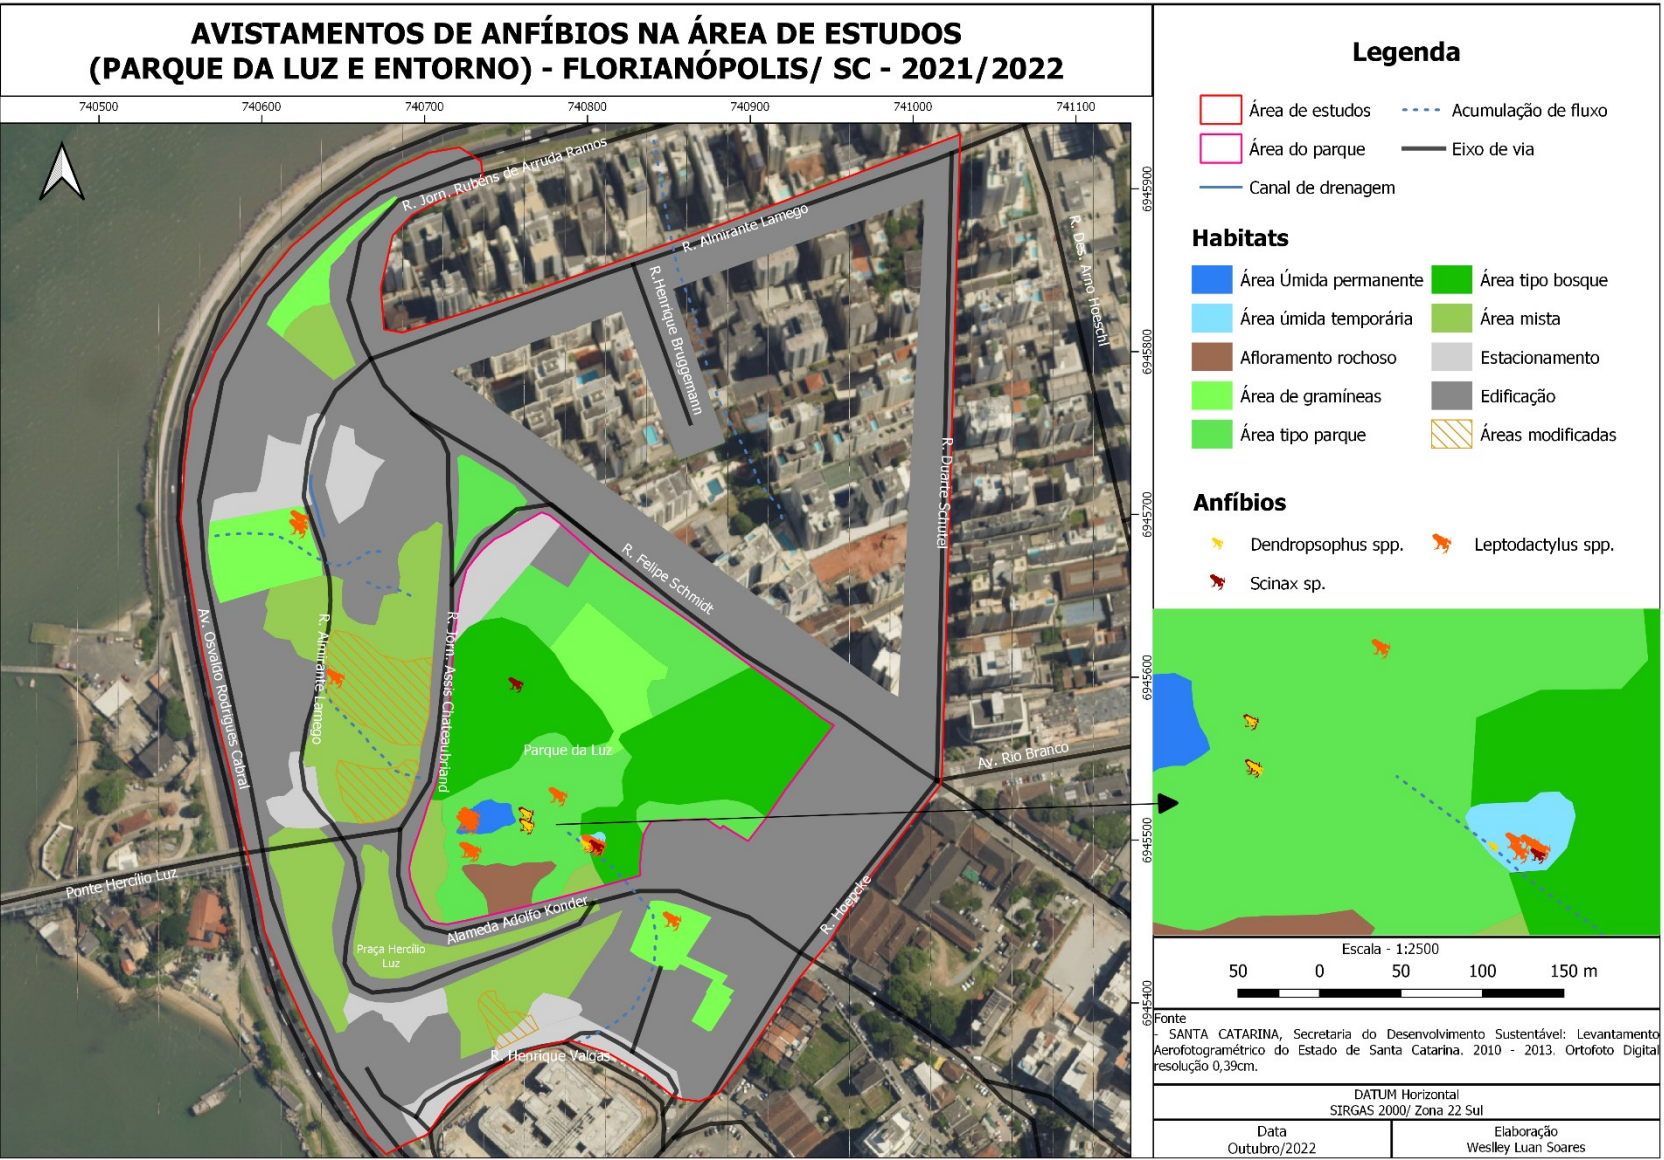 AVISTAMENTOS DE ANFÍBIOS NA ÁREA DE ESTUDOS
(PARQUE DA LUZ E ENTORNO) - FLORIANÓPOLIS/ SC - 2021/2022
740500 740600 740700 740800 740900 741000 741100
R. Jorn. Rubéns de Arruda Ramos
R. Almirante Lamego
R.Henrique Bruggemann
R. Des. Arno Hoeschl
6945900
6945800
6945700
6945600
6945500
6945400
R. Duarte Schutel
R. Felipe Schmidt
Av. Osvaldo Rodrigues Cabral
R. Almirante Lamego
R. Jorn. Assis Chateaubriand
Parque da Luz
Av. Rio Branco
Ponte Hercílio Luz
Alameda Adolfo Konder
R. Hoepcke
Praça Hercílio
Luz
R. Henrique Valgas
Legenda
Área de estudos
Acumulação de fluxo
Área do parque
Eixo de via
Canal de drenagem
Habitats
Área Úmida permanente
Área tipo bosque
Área úmida temporária
Área mista
Afloramento rochoso
Estacionamento
Área de gramíneas
Edificação
Área tipo parque
Áreas modificadas
Anfíbios
Dendropsophus spp.
Leptodactylus spp.
Scinax sp.
Escala - 1:2500
50 0 50 100 150 m
Fonte
- SANTA CATARINA, Secretaria do Desenvolvimento Sustentável: Levantamento
Aerofotogramétrico do Estado de Santa Catarina. 2010 - 2013. Ortofoto Digital
resolução 0,39cm.
DATUM Horizontal
SIRGAS 2000/ Zona 22 Sul
Data
Outubro/2022
Elaboração
Weslley Luan Soares